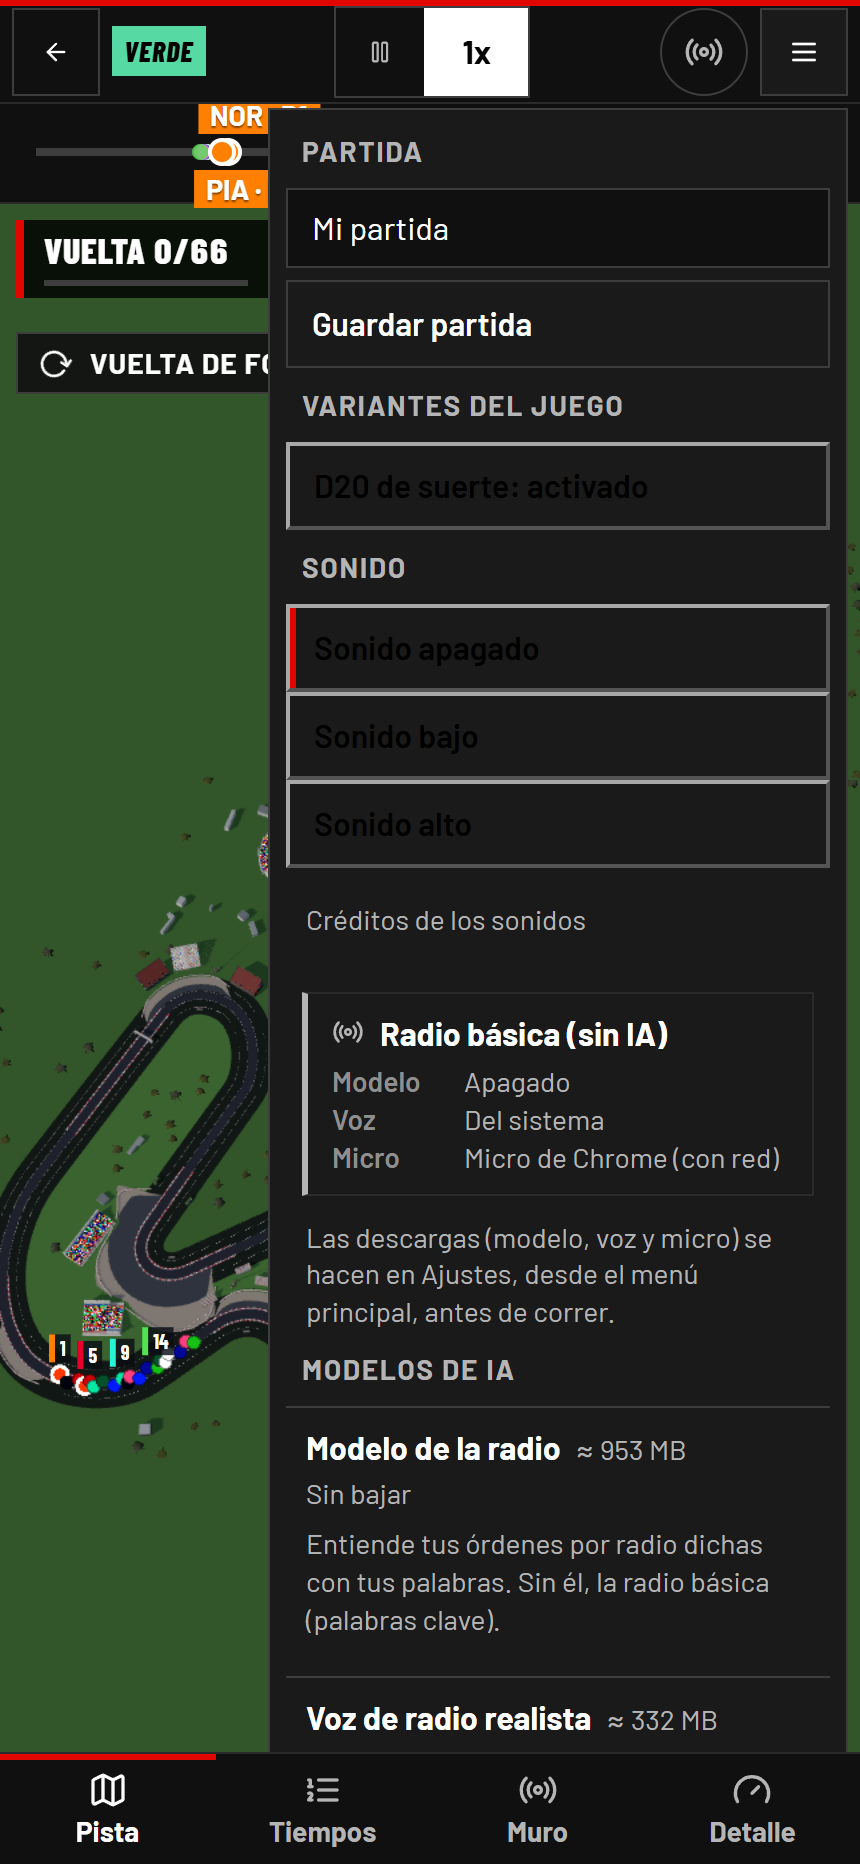 VERDE
1x
NOR
PIA ·
VUELTA 0/66
VUELTA DE
PARTIDA
Mi partida
Guardar partida
VARIANTES DEL JUEGO
D20 de suerte: activado
SONIDO
Sonido apagado
Sonido bajo
Sonido alto
Créditos de los sonidos
Radio básica (sin IA)
Modelo Apagado
Voz Del sistema
Micro Micro de Chrome (con red)
Las descargas (modelo, voz y micro) se
hacen en Ajustes, desde el menú
principal, antes de correr.
MODELOS DE IA
Modelo de la radio ≈ 953 MB
Sin bajar
Entiende tus órdenes por radio dichas
con tus palabras. Sin él, la radio básica
(palabras clave).
Voz de radio realista ≈ 332 MB
1
5
9
14
Pista
Tiempos
Muro
Detalle